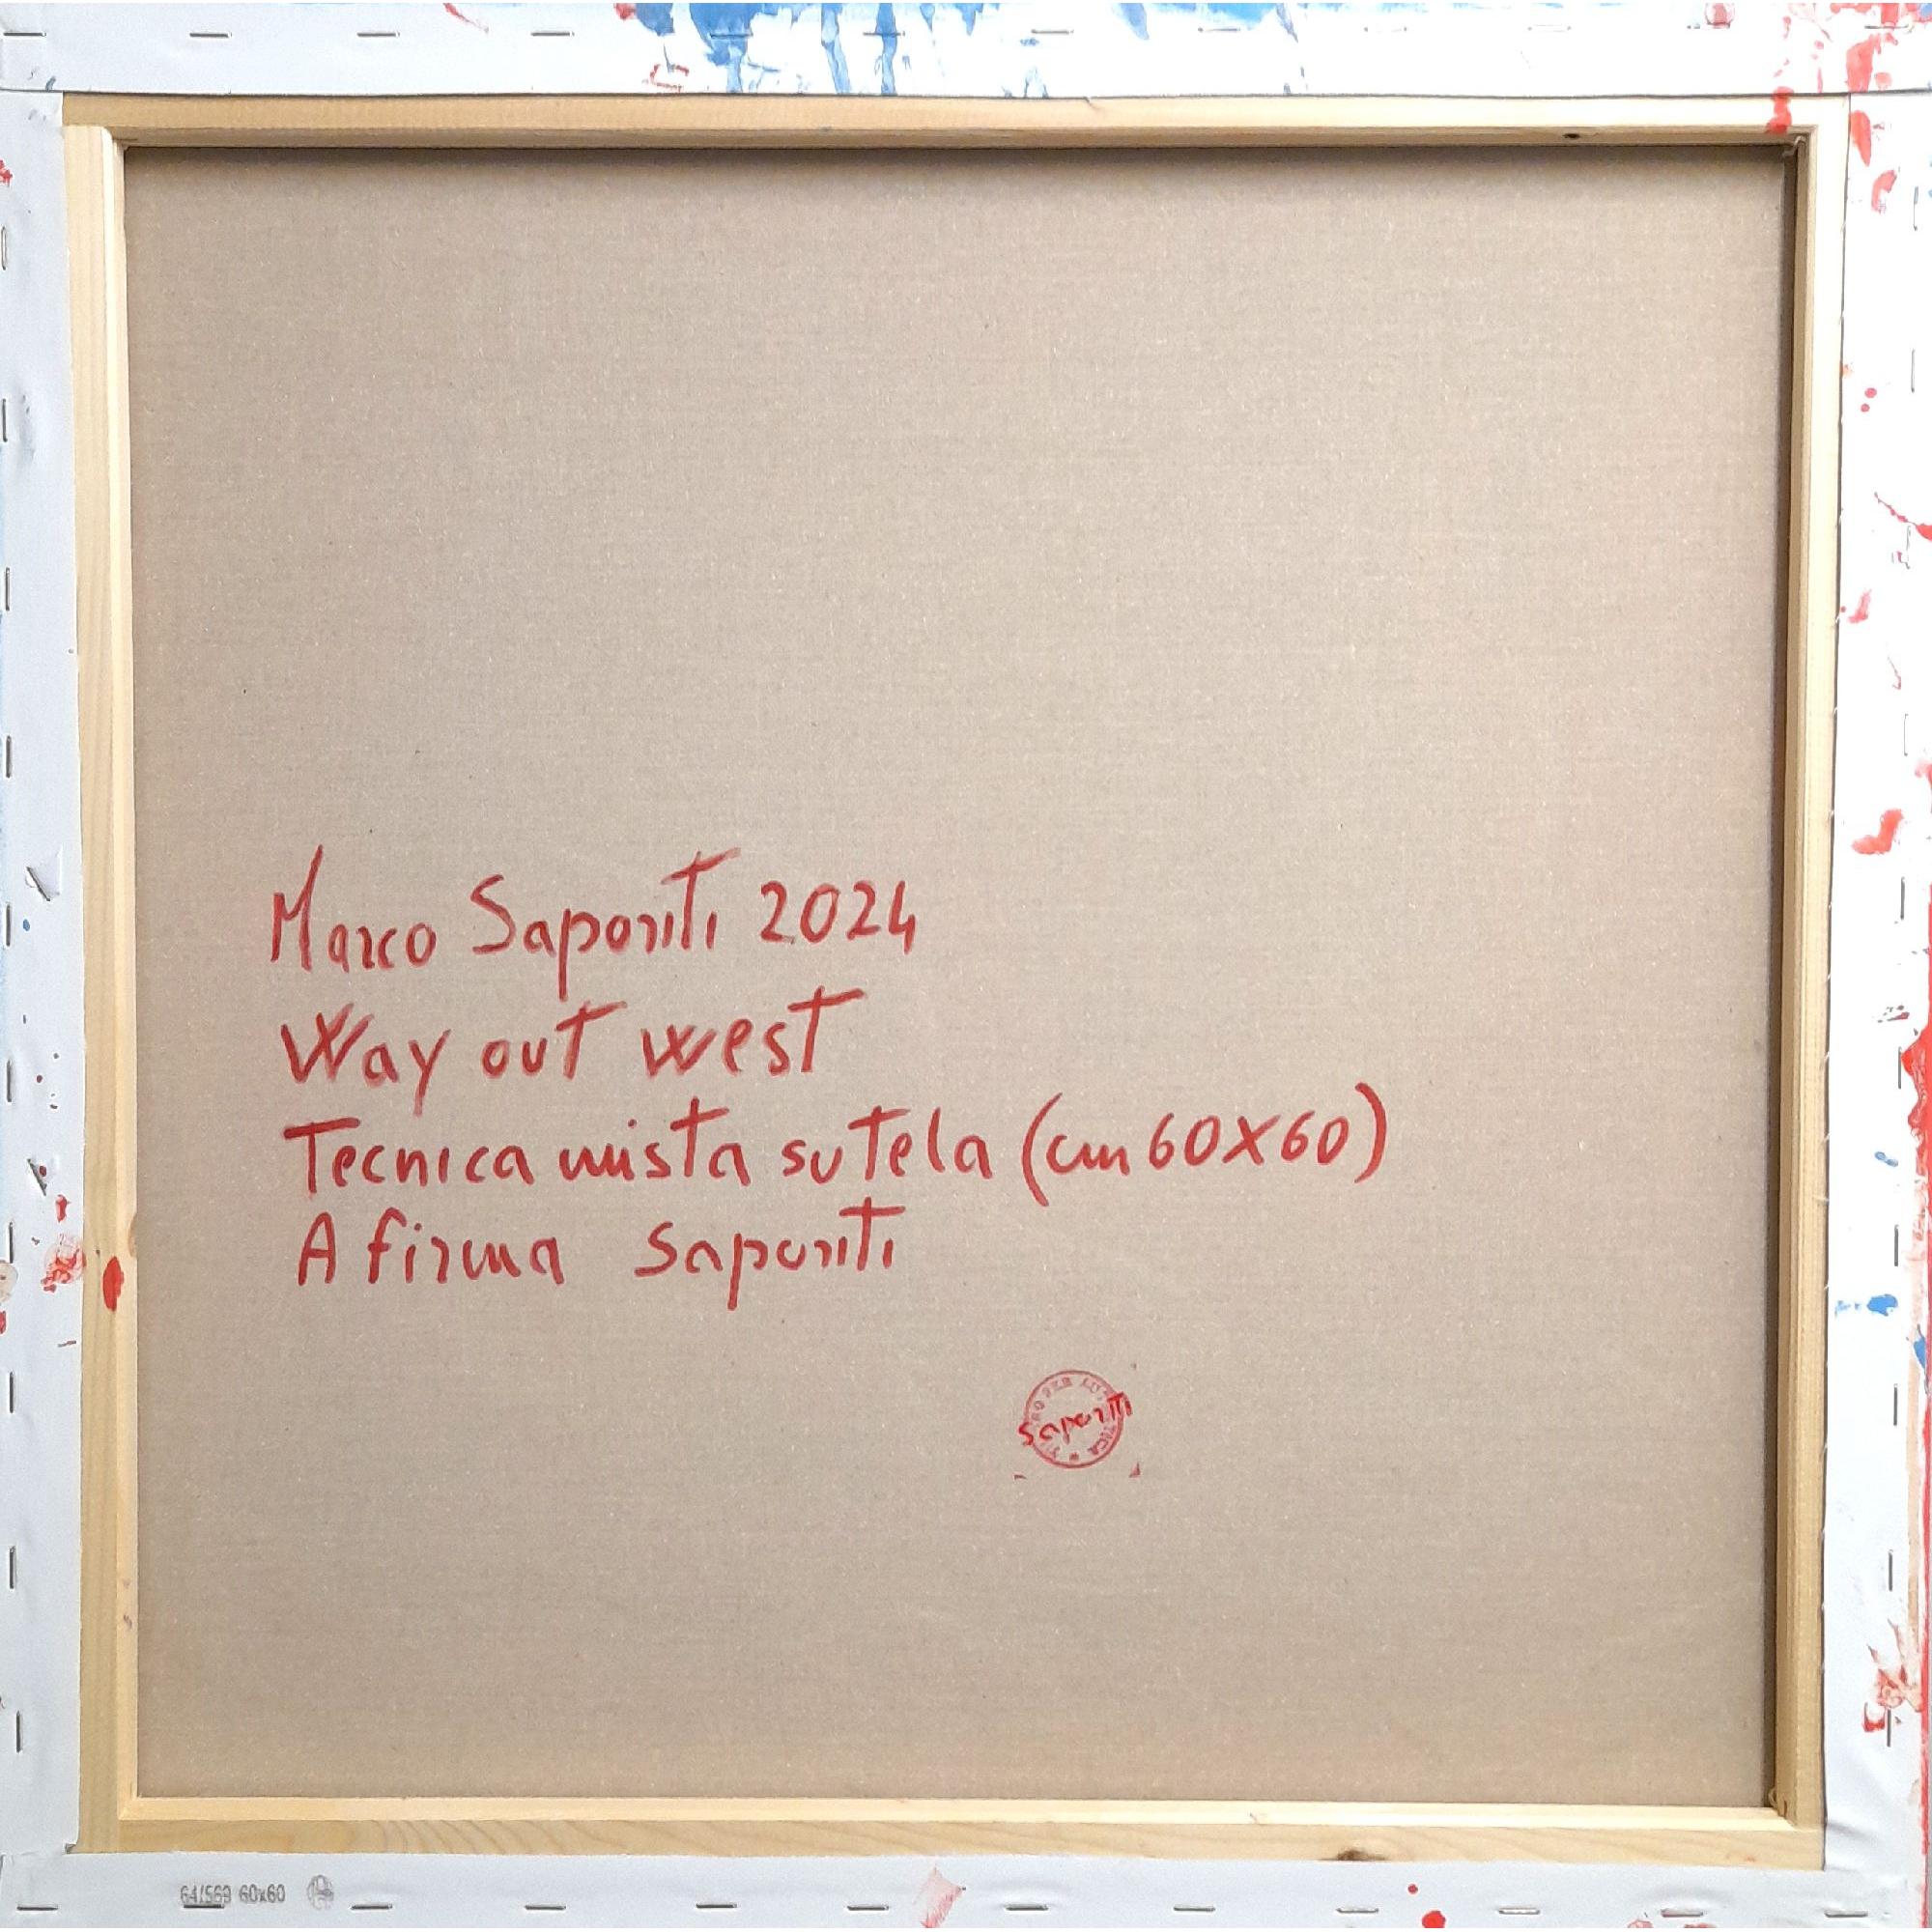 Marco Saporiti 2024
Way out west
Tecnica mista su tela (cm 60x60)
A firma Saporiti
Saporiti
64/569 60x60